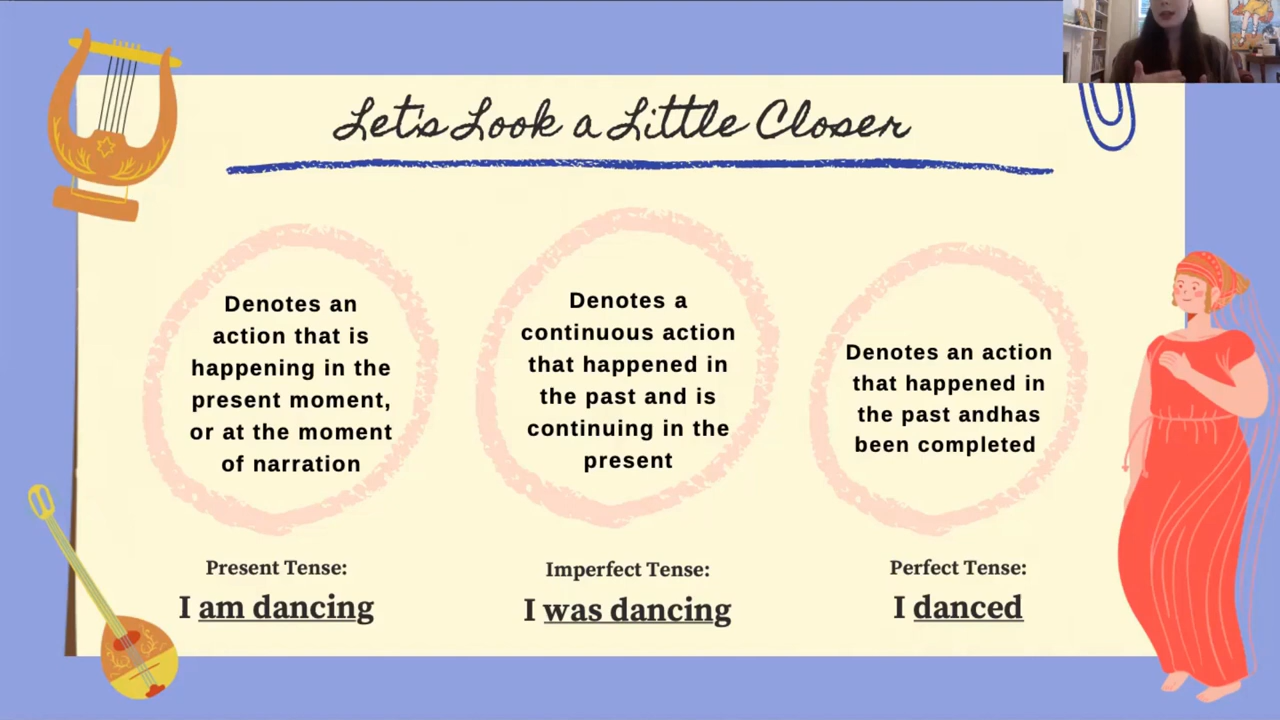 Let's Look a Little Closer
Denotes an
action that is
happening in the
present moment,
or at the moment
of narration
Present Tense:
I am dancing
Denotes a
continuous action
that happened in
the past and is
continuing in the
present
Imperfect Tense:
I was dancing
Denotes an action
that happened in
the past andhas
been completed
Perfect Tense:
I danced